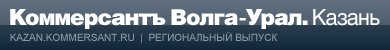 Коммерсантъ Волга-Урал. Казань
KAZAN.KOMMERSANT.RU | РЕГИОНАЛЬНЫЙ ВЫПУСК